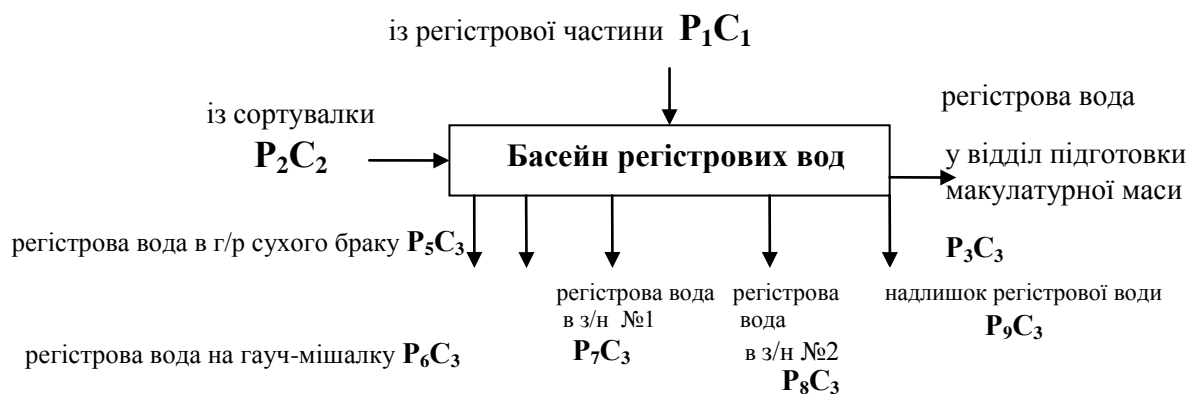 із регістрової частини P₁C₁
із сортувалки
P₂C₂
Басейн регістрових вод
регістрова вода
у відділ підготовки
макулатурної маси
P₃C₃
регістрова вода в г/р сухого браку P₅C₃
регістрова вода на гауч-мішалку P₆C₃
регістрова вода
в з/н №1
P₇C₃
регістрова
вода
в з/н №2
P₈C₃
надлишок регістрової води
P₉C₃